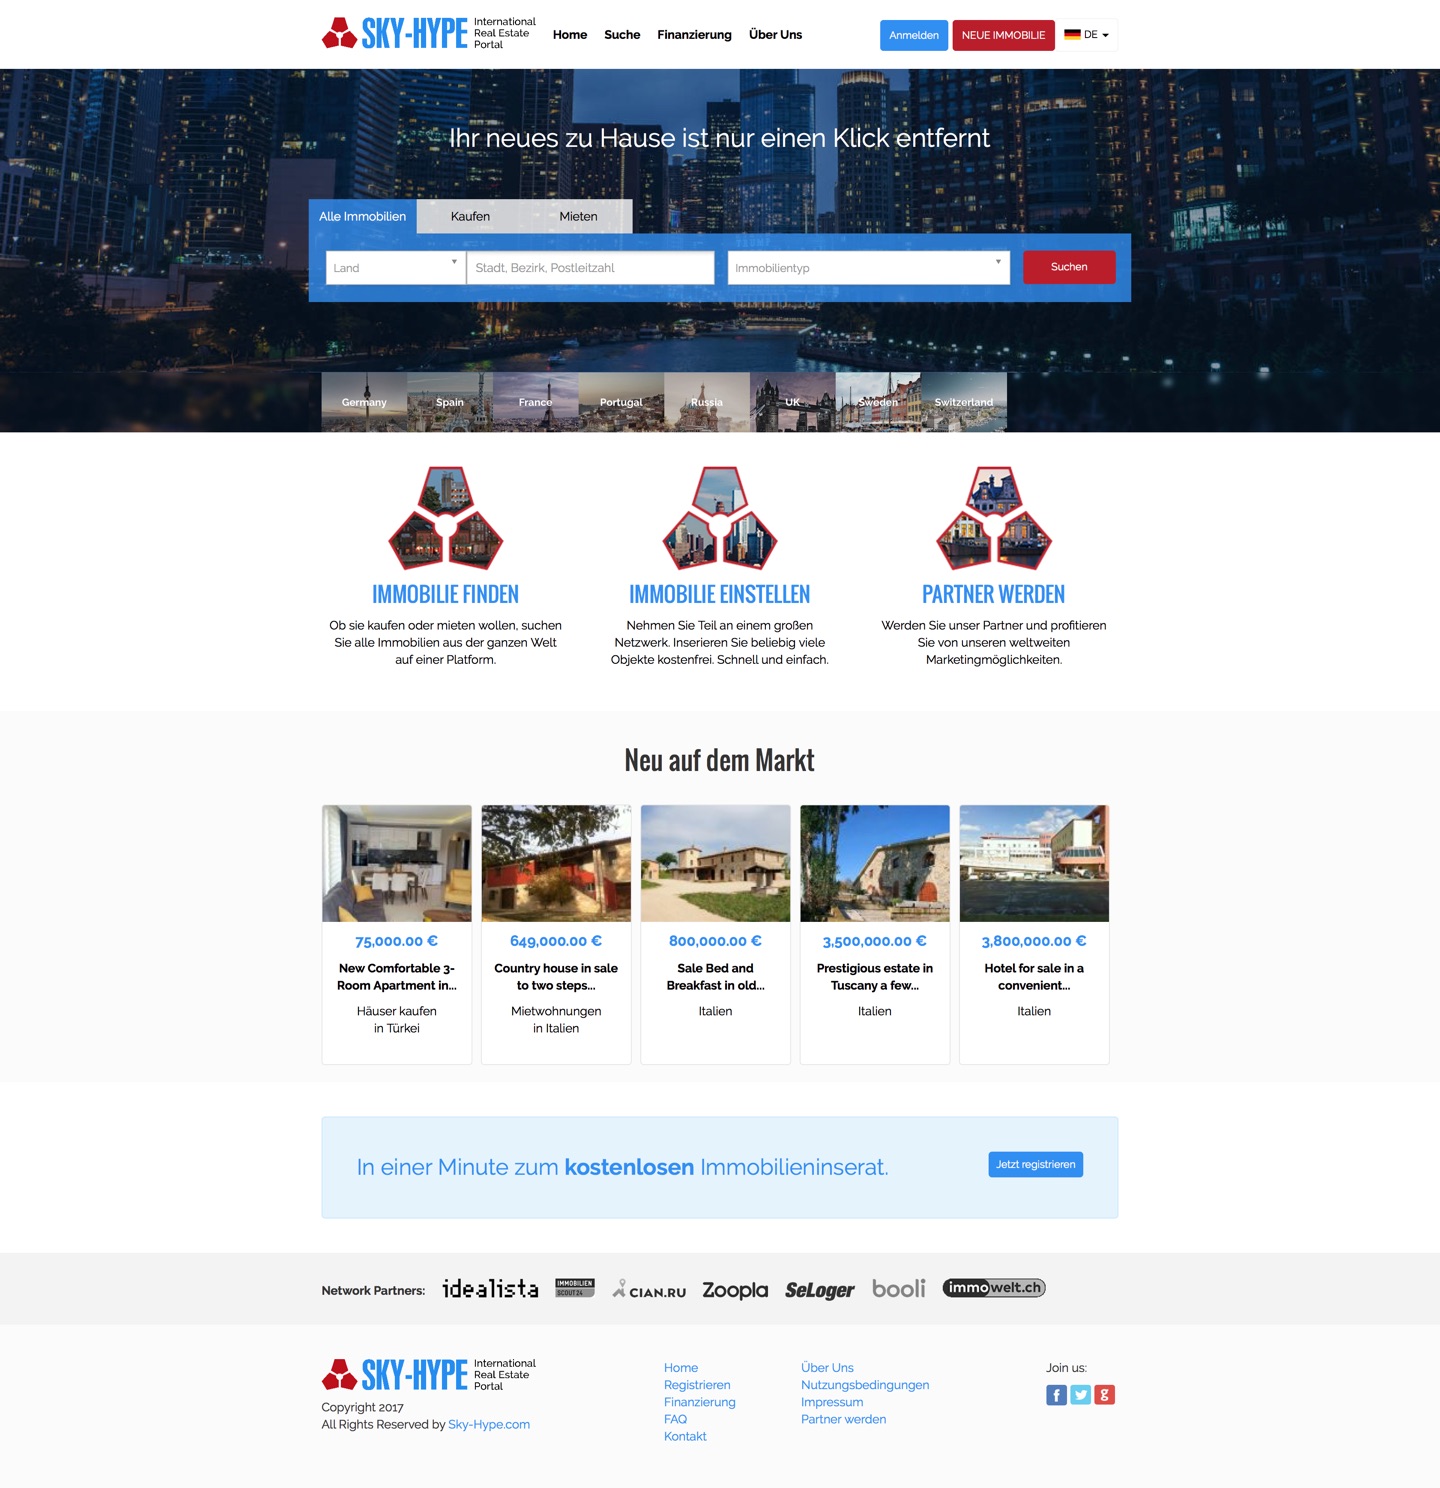 SKY-HYPE
International
Real Estate
Portal
Home
Suche
Finanzierung
Über Uns
Anmelden
NEUE IMMOBILIE
DE
Ihr neues zu Hause ist nur einen Klick entfernt
Alle Immobilien
Kaufen
Mieten
Land
Stadt, Bezirk, Postleitzahl
Immobilientyp
Suchen
Germany
Spain
France
Portugal
Russia
UK
Sweden
Switzerland
IMMOBILIE FINDEN
Ob sie kaufen oder mieten wollen, suchen
Sie alle Immobilien aus der ganzen Welt
auf einer Platform.
IMMOBILIE EINSTELLEN
Nehmen Sie Teil an einem großen
Netzwerk. Inserieren Sie beliebig viele
Objekte kostenfrei. Schnell und einfach.
PARTNER WERDEN
Werden Sie unser Partner und profitieren
Sie von unseren weltweiten
Marketingmöglichkeiten.
Neu auf dem Markt
75,000.00 €
New Comfortable 3-
Room Apartment in...
Häuser kaufen
in Türkei
649,000.00 €
Country house in sale
to two steps...
Mietwohnungen
in Italien
800,000.00 €
Sale Bed and
Breakfast in old...
Italien
3,500,000.00 €
Prestigious estate in
Tuscany a few...
Italien
3,800,000.00 €
Hotel for sale in a
convenient...
Italien
In einer Minute zum kostenlosen Immobilieninserat.
Jetzt registrieren
Network Partners:
idealista
IMMOBILIEN
SCOUT24
CIAN.RU
Zoopla
SeLoger
booli
immowelt.ch
SKY-HYPE
International
Real Estate
Portal
Copyright 2017
All Rights Reserved by Sky-Hype.com
Home
Registrieren
Finanzierung
FAQ
Kontakt
Über Uns
Nutzungsbedingungen
Impressum
Partner werden
Join us: